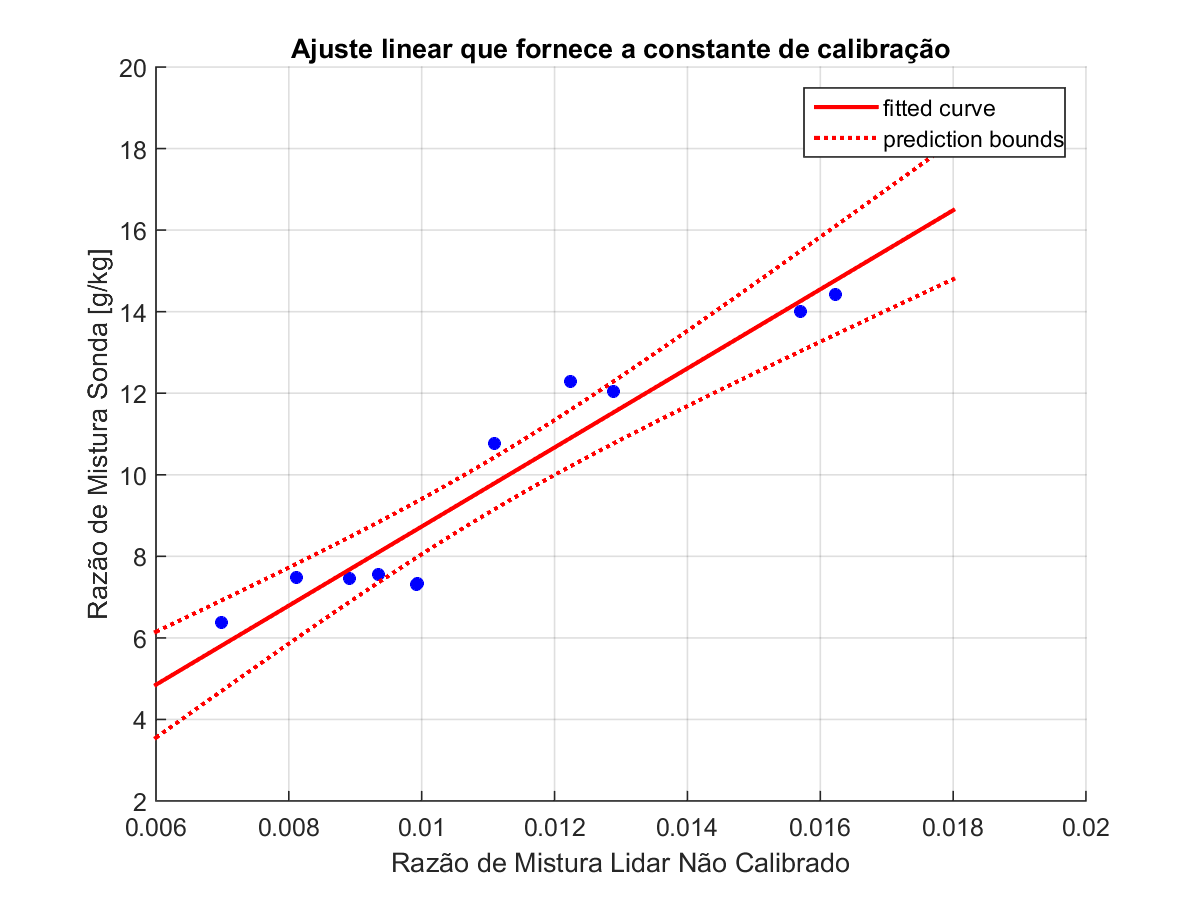 Ajuste linear que fornece a constante de calibração
fitted curve
prediction bounds
Razão de Mistura Sonda [g/kg]
20
18
16
14
12
10
8
6
4
2
0.006 0.008 0.01 0.012 0.014 0.016 0.018 0.02
Razão de Mistura Lidar Não Calibrado